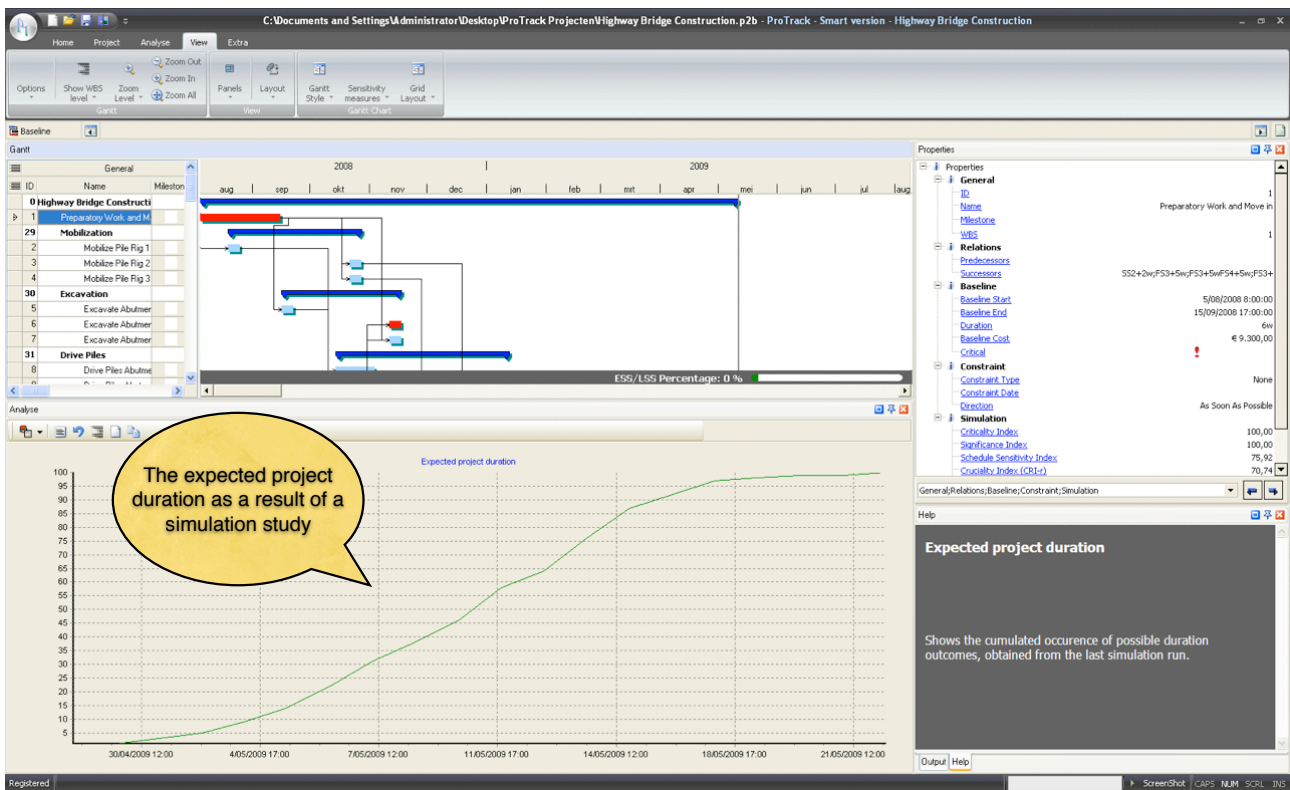 C:\Documents and Settings\Administrator\Desktop\ProTrack Projecten\Highway Bridge Construction.p2b - ProTrack - Smart version - Highway Bridge Construction
Home Project Analyse View Extra
Options
Show WBS level
Zoom Level
Zoom Out
Zoom In
Zoom All
Panels
Layout
Gantt Style
Sensitivity measures
Grid Layout
Gantt View Gantt Chart
Baseline
Gantt
General
ID Name Mileston
0 Highway Bridge Constructi
1 Preparatory Work and M
29 Mobilization
2 Mobilize Pile Rig 1
3 Mobilize Pile Rig 2
4 Mobilize Pile Rig 3
30 Excavation
5 Excavate Abutmer
6 Excavate Abutmer
7 Excavate Abutmer
31 Drive Piles
8 Drive Piles Abutme
2008 2009
aug sep okt nov dec jan feb mrt apr mei jun jul aug
ESS/LSS Percentage: 0 %
Properties
Properties
General
ID 1
Name Preparatory Work and Move in
Milestone
WBS 1
Relations
Predecessors
Successors SS2+2w;FS3+5w;FS3+5wFS4+5w;FS3+
Baseline
Baseline Start 5/08/2008 8:00:00
Baseline End 15/09/2008 17:00:00
Duration 6w
Baseline Cost € 9.300,00
Critical
Constraint
Constraint Type None
Constraint Date
Direction As Soon As Possible
Simulation
Criticality Index 100,00
Significance Index 100,00
Schedule Sensitivity Index 75,92
Cruciality Index (CRI-r) 70,74
General;Relations;Baseline;Constraint;Simulation
Analyse
The expected project
duration as a result of a
simulation study
Expected project duration
100
95
90
85
80
75
70
65
60
55
50
45
40
35
30
25
20
15
10
5
30/04/2009 12:00 4/05/2009 17:00 7/05/2009 12:00 11/05/2009 17:00 14/05/2009 12:00 18/05/2009 17:00 21/05/2009 12:00
Help
Expected project duration
Shows the cumulated occurence of possible duration
outcomes, obtained from the last simulation run.
Output Help
Registered
ScreenShot CAPS NUM SCRL INS